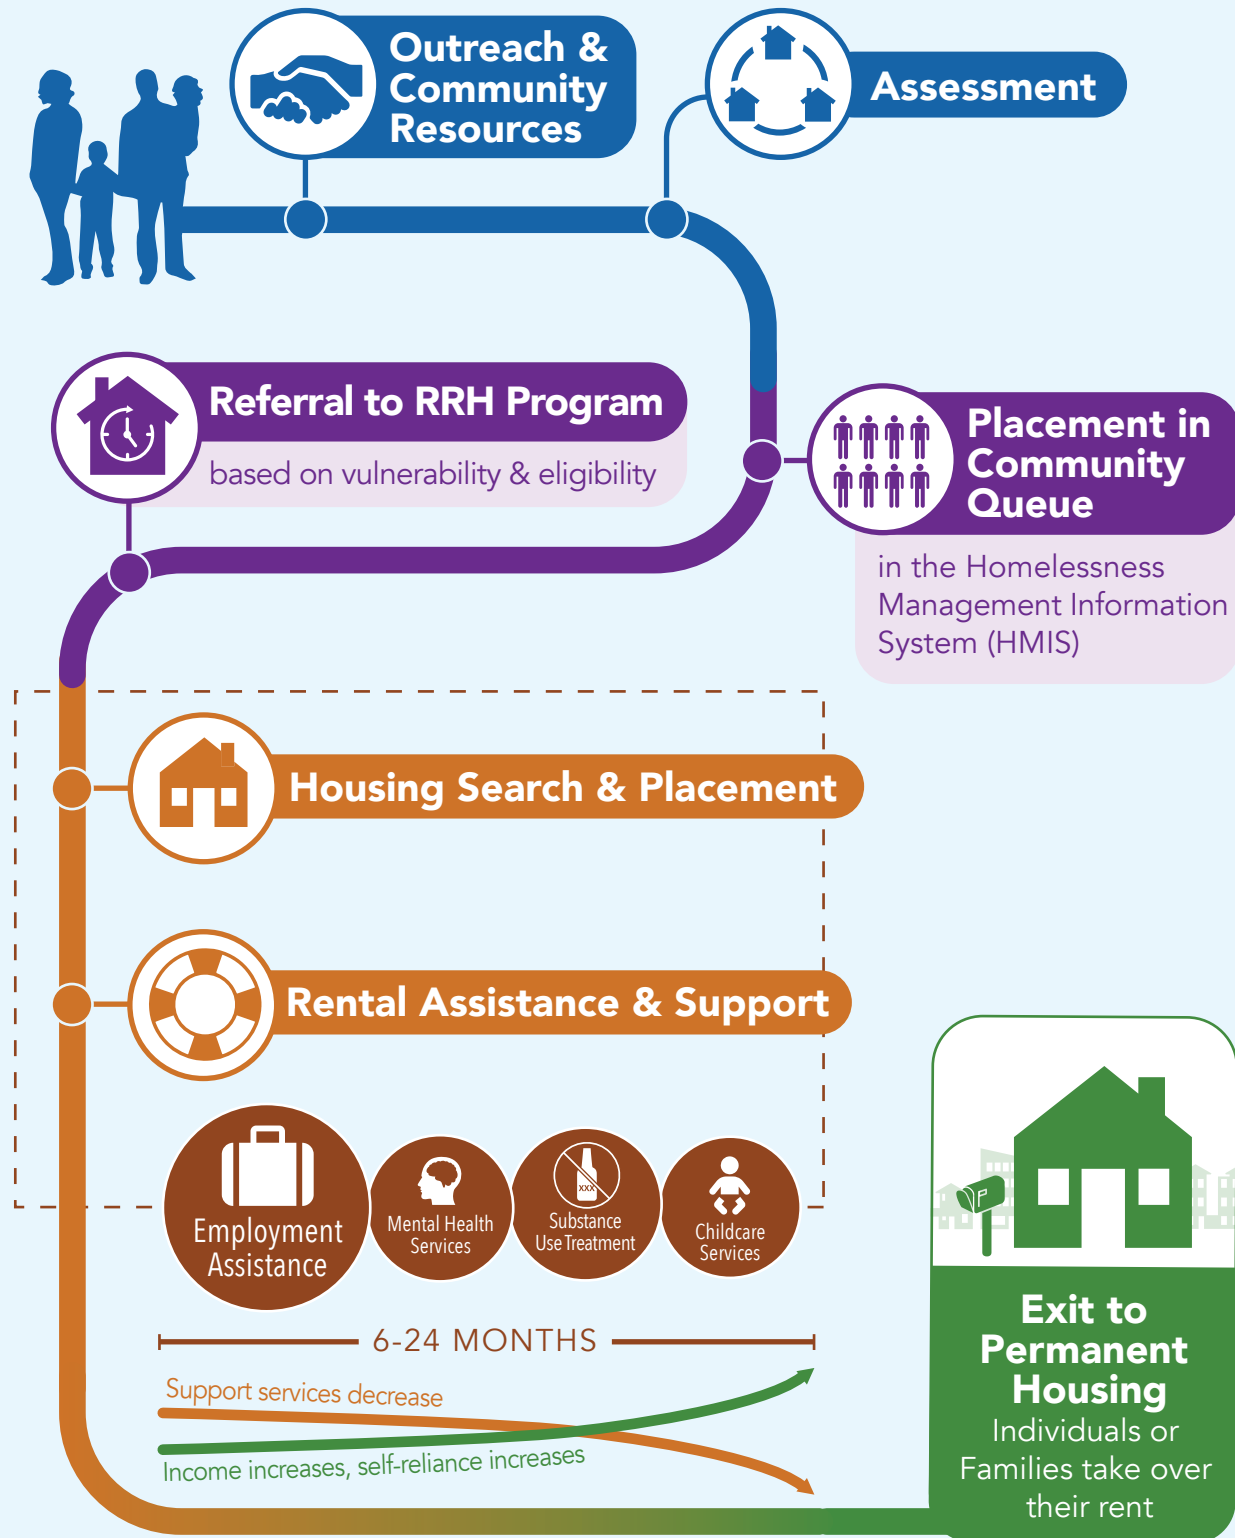 Outreach &
Community
Resources
Assessment
Referral to RRH Program
based on vulnerability & eligibility
Placement in
Community
Queue
in the Homelessness
Management Information
System (HMIS)
Housing Search & Placement
Rental Assistance & Support
Employment
Assistance
Mental Health
Services
XXX
Substance
Use Treatment
Childcare
Services
6-24 MONTHS
Support services decrease
Income increases, self-reliance increases
Exit to
Permanent
Housing
Individuals or
Families take over
their rent